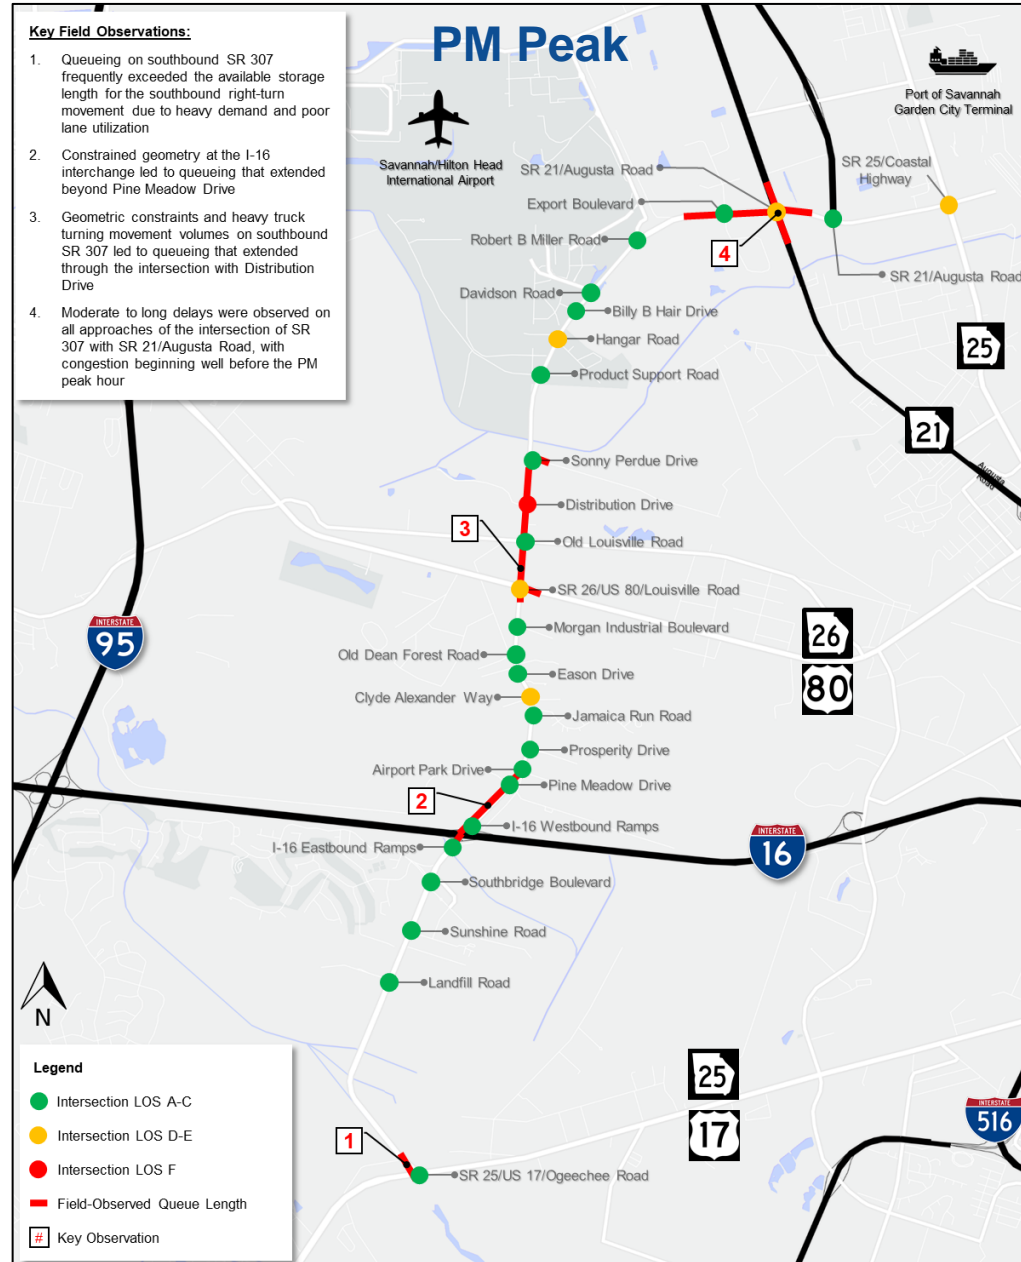 PM Peak
Key Field Observations:
1. Queueing on southbound SR 307
frequently exceeded the available storage
length for the southbound right-turn
movement due to heavy demand and poor
lane utilization
2. Constrained geometry at the I-16
interchange led to queueing that extended
beyond Pine Meadow Drive
3. Geometric constraints and heavy truck
turning movement volumes on southbound
SR 307 led to queueing that extended
through the intersection with Distribution
Drive
4. Moderate to long delays were observed on
all approaches of the intersection of SR
307 with SR 21/Augusta Road, with
congestion beginning well before the PM
peak hour
Port of Savannah
Garden City Terminal
Savannah/Hilton Head
International Airport
SR 21/Augusta Road
SR 25/Coastal
Highway
Export Boulevard
Robert B Miller Road
4
SR 21/Augusta Road
Davidson Road
Billy B Hair Drive
Hangar Road
25
Product Support Road
21
Augusta
Road
Sonny Perdue Drive
Distribution Drive
3
Old Louisville Road
SR 26/US 80/Louisville Road
Morgan Industrial Boulevard
26
INTERSTATE
95
Old Dean Forest Road
Eason Drive
80
Clyde Alexander Way
Jamaica Run Road
Prosperity Drive
Airport Park Drive
Pine Meadow Drive
2
I-16 Westbound Ramps
INTERSTATE
16
I-16 Eastbound Ramps
Southbridge Boulevard
Sunshine Road
Landfill Road
N
Legend
Intersection LOS A-C
Intersection LOS D-E
Intersection LOS F
Field-Observed Queue Length
# Key Observation
25
17
INTERSTATE
516
1
SR 25/US 17/Ogeechee Road